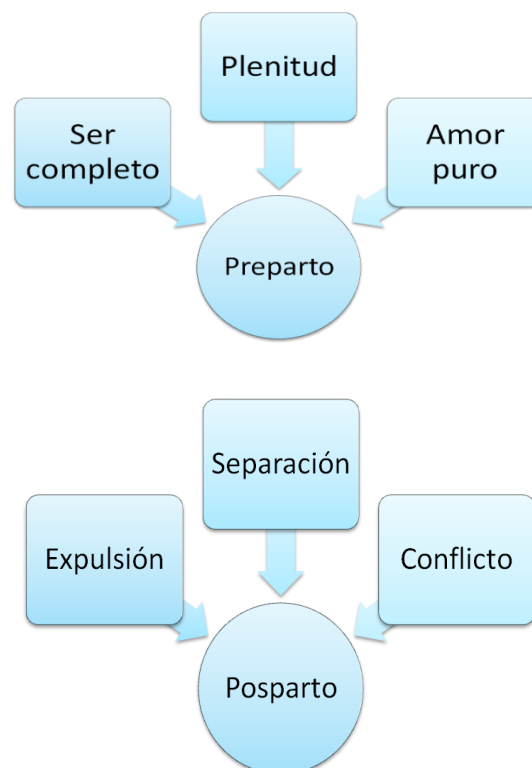 Plenitud
Ser
completo
Amor
puro
Preparto
Separación
Expulsión
Conflicto
Posparto